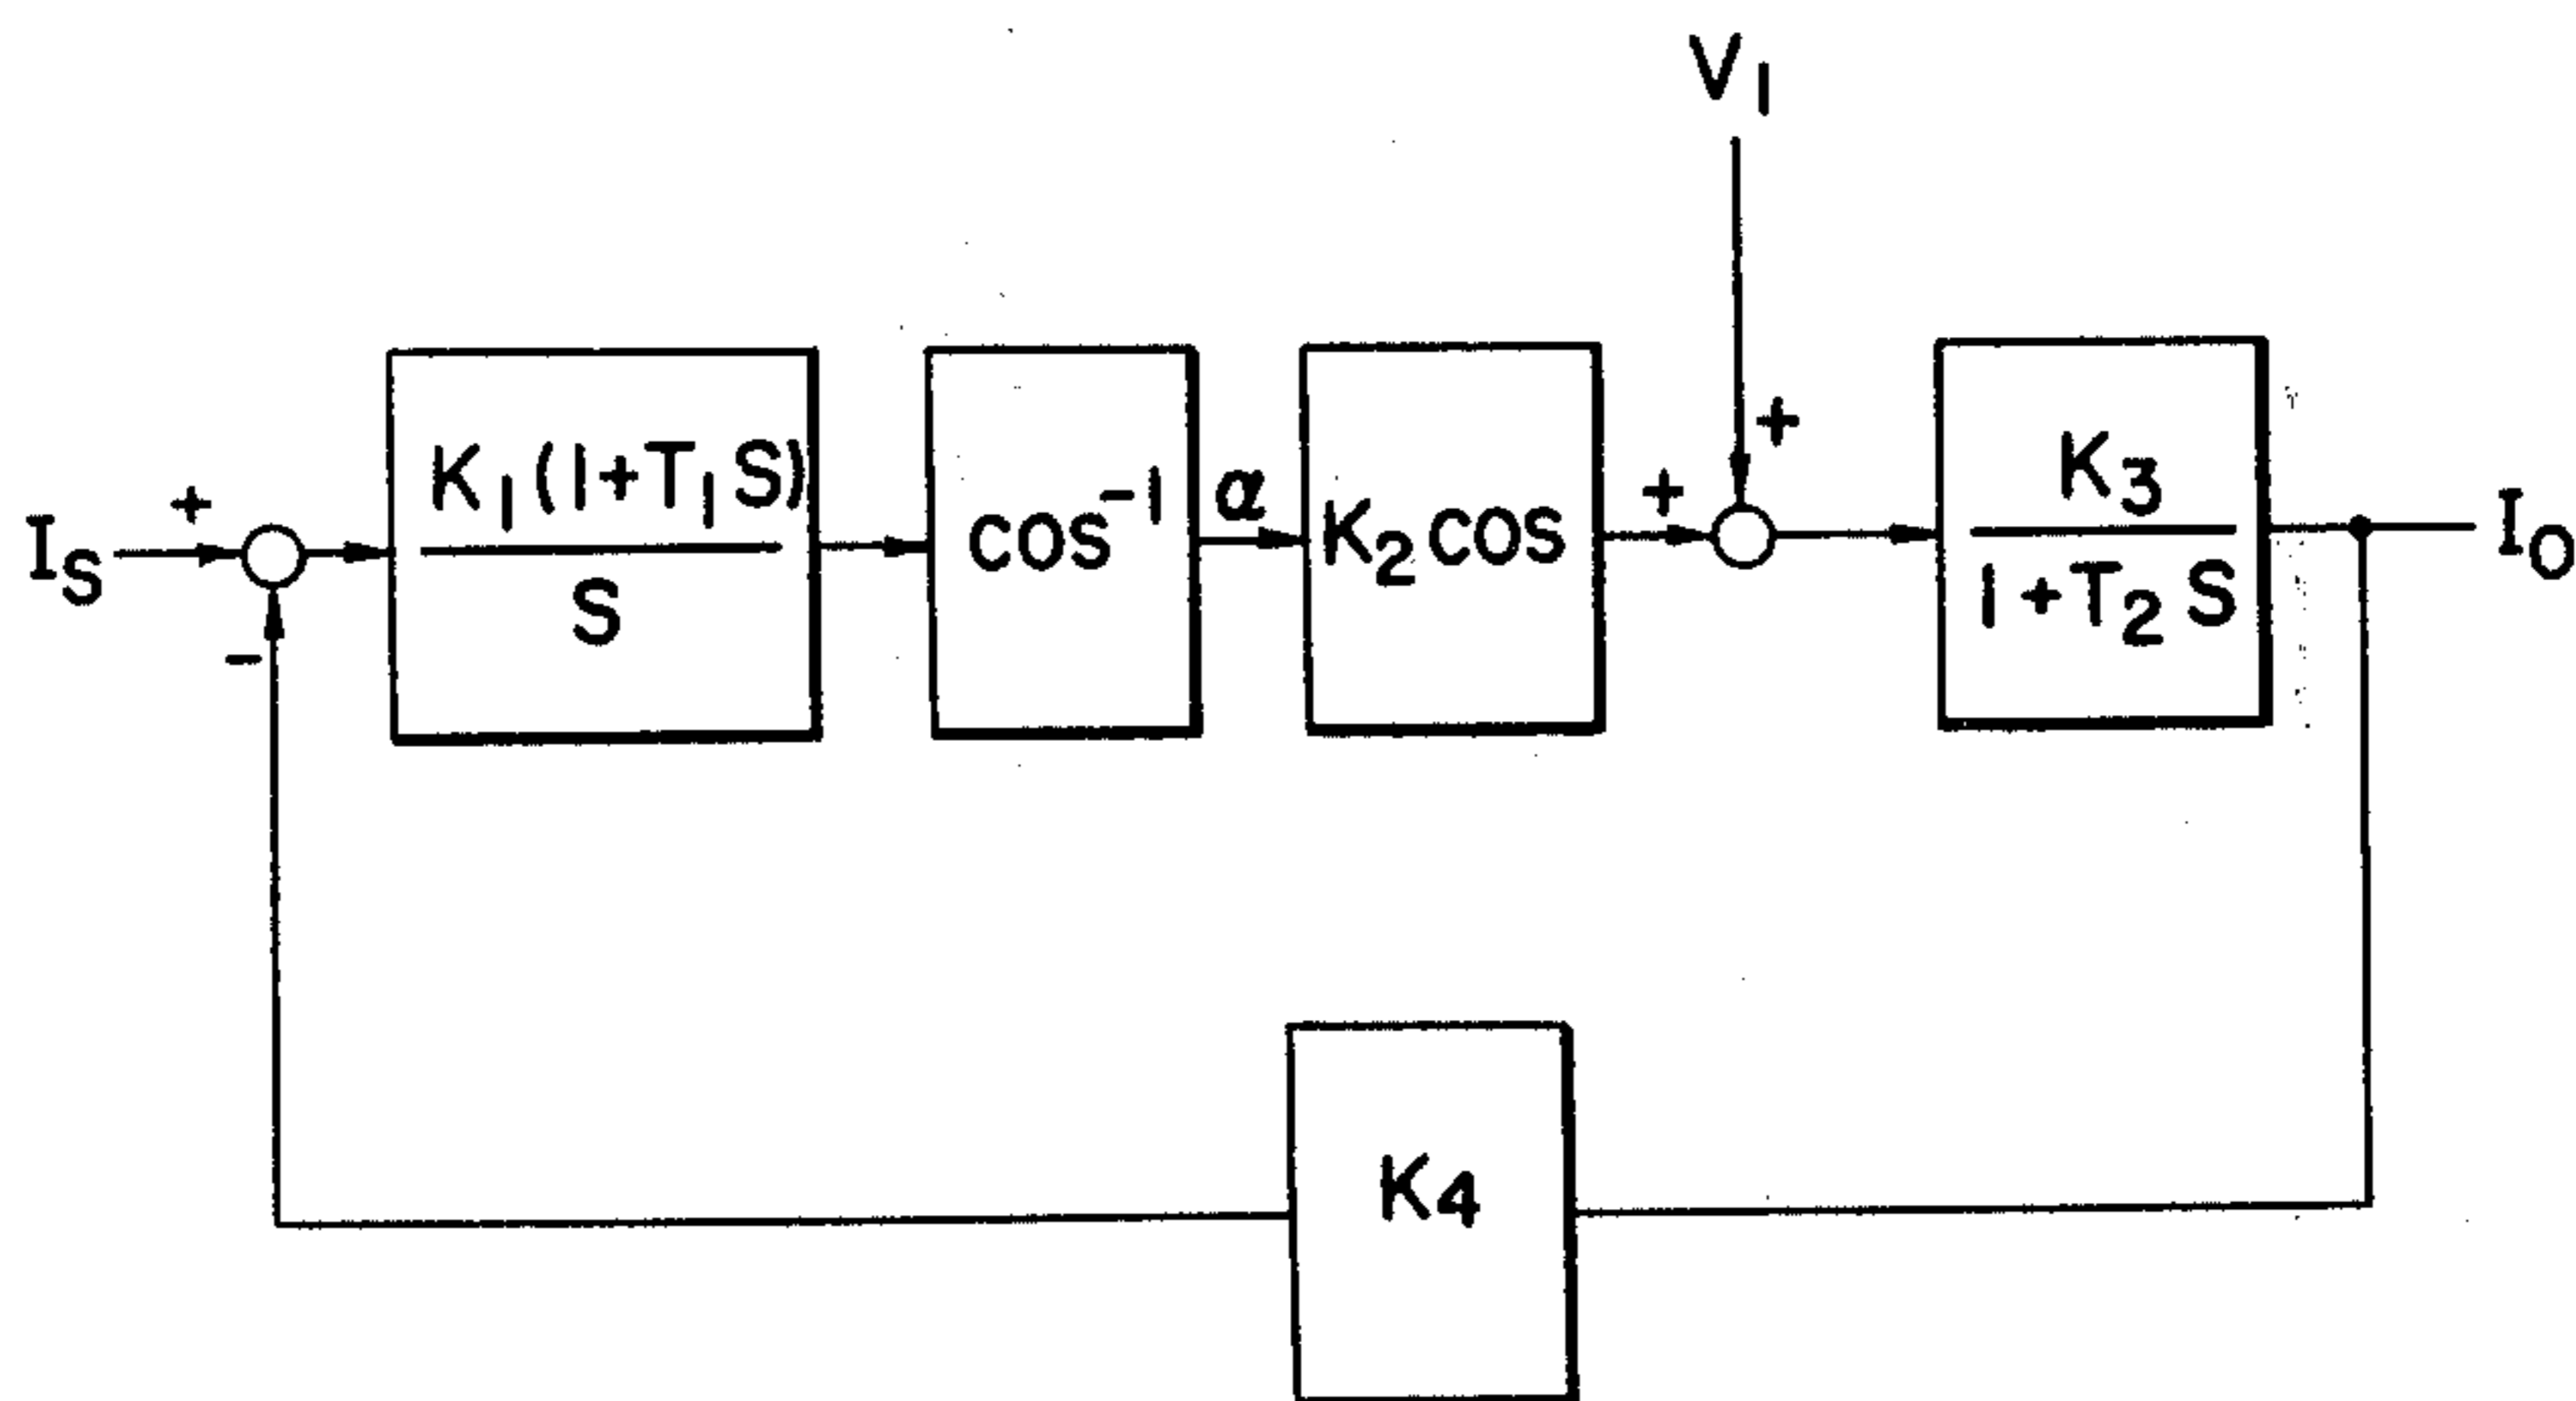 V1
+
+
+
-
IS
K1(1+T1S)
S
COS-1
α
K2COS
K3
1+T2S
IO
K4